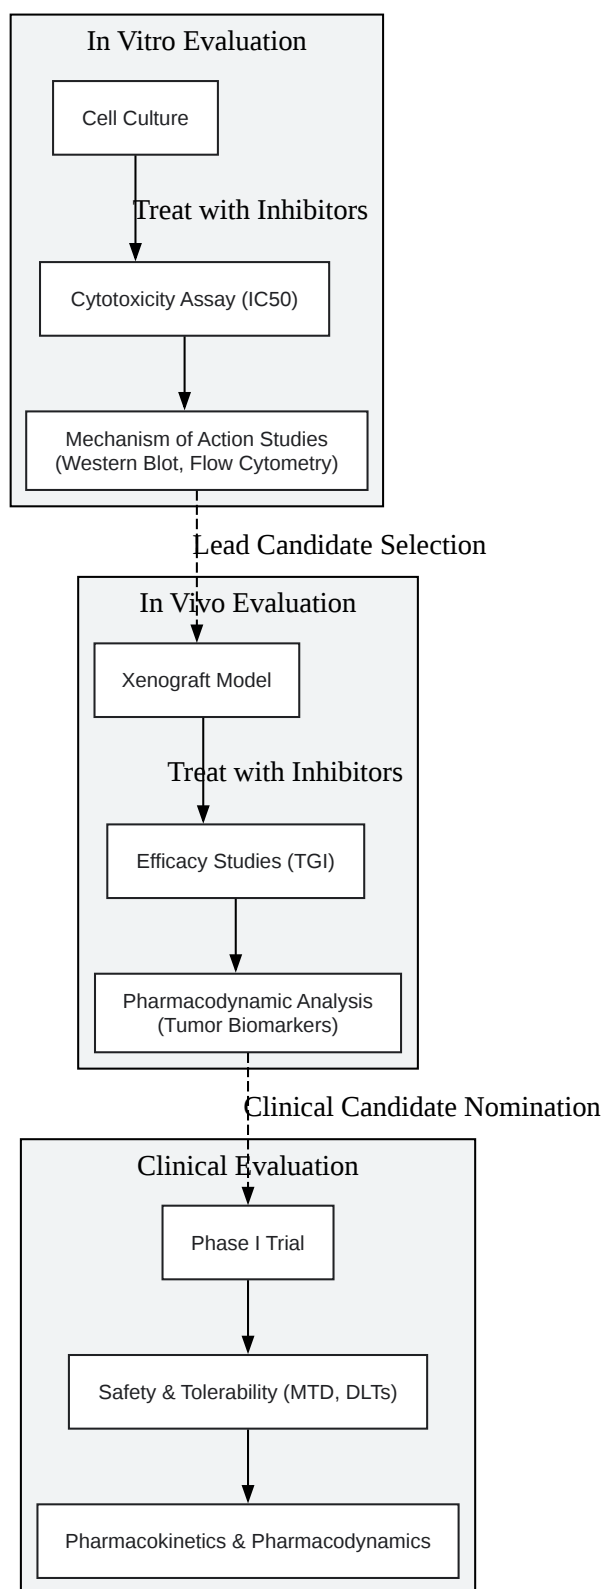 In Vitro Evaluation
Cell Culture
Treat with Inhibitors
Cytotoxicity Assay (IC50)
Mechanism of Action Studies
(Western Blot, Flow Cytometry)
Lead Candidate Selection
In Vivo Evaluation
Xenograft Model
Treat with Inhibitors
Efficacy Studies (TGI)
Pharmacodynamic Analysis
(Tumor Biomarkers)
Clinical Candidate Nomination
Clinical Evaluation
Phase I Trial
Safety & Tolerability (MTD, DLTs)
Pharmacokinetics & Pharmacodynamics